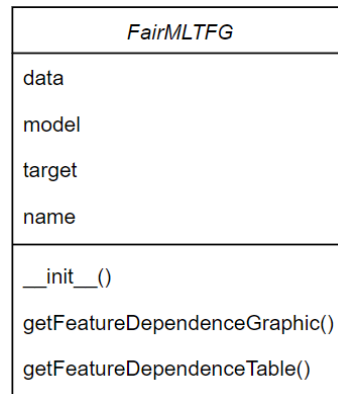 FairMLTFG
data
model
target
name
__init__()
getFeatureDependenceGraphic()
getFeatureDependenceTable()